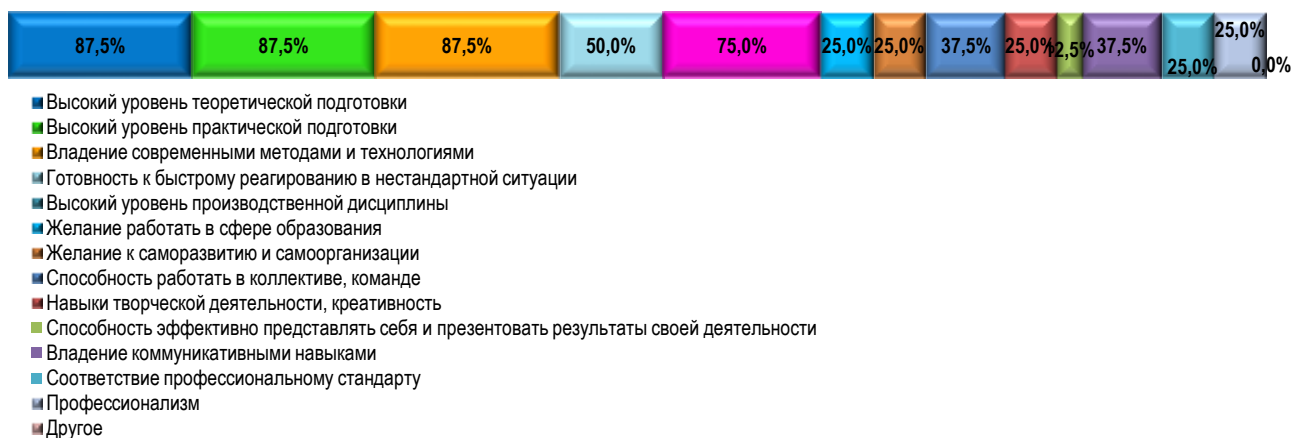 87,5% 87,5% 87,5% 50,0% 75,0% 25,0% 25,0% 37,5% 25,0% 2,5% 37,5% 25,0% 25,0% 0,0%
Высокий уровень теоретической подготовки
Высокий уровень практической подготовки
Владение современными методами и технологиями
Готовность к быстрому реагированию в нестандартной ситуации
Высокий уровень производственной дисциплины
Желание работать в сфере образования
Желание к саморазвитию и самоорганизации
Способность работать в коллективе, команде
Навыки творческой деятельности, креативность
Способность эффективно представлять себя и презентовать результаты своей деятельности
Владение коммуникативными навыками
Соответствие профессиональному стандарту
Профессионализм
Другое